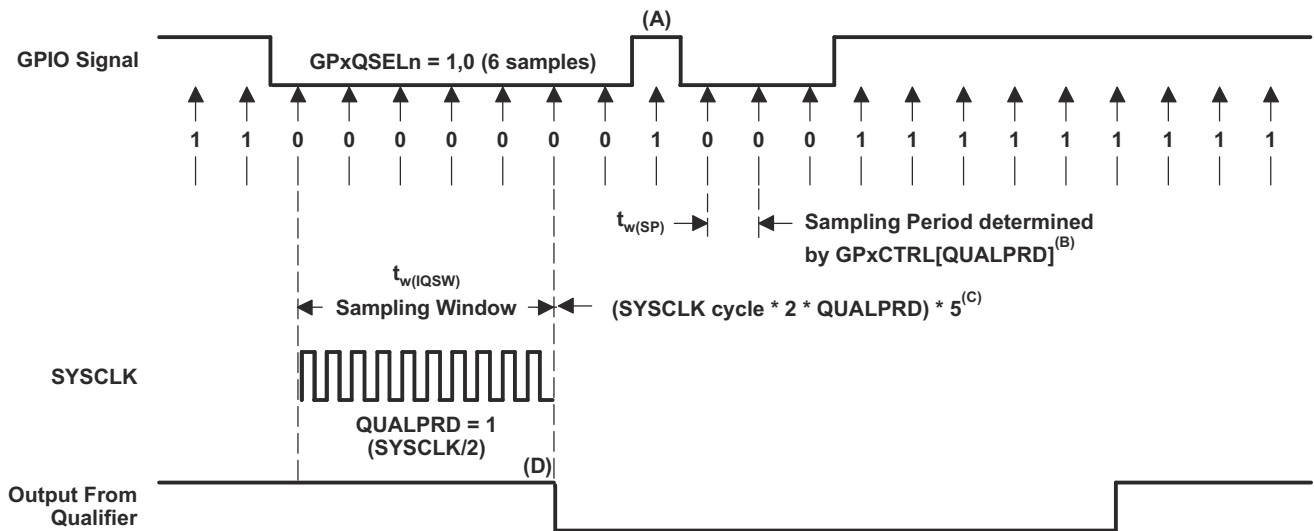 (A)
GPIO Signal
GPxQSELn = 1,0 (6 samples)
1 1 0 0 0 0 0 0 0 1 0 0 0 1 1 1 1 1 1 1 1 1
tw(SP)
Sampling Period determined
by GPxCTRL[QUALPRD](B)
tw(IQSW)
Sampling Window
(SYSCLK cycle * 2 * QUALPRD) * 5(C)
SYSCLK
QUALPRD = 1
(SYSCLK/2)
(D)
Output From
Qualifier